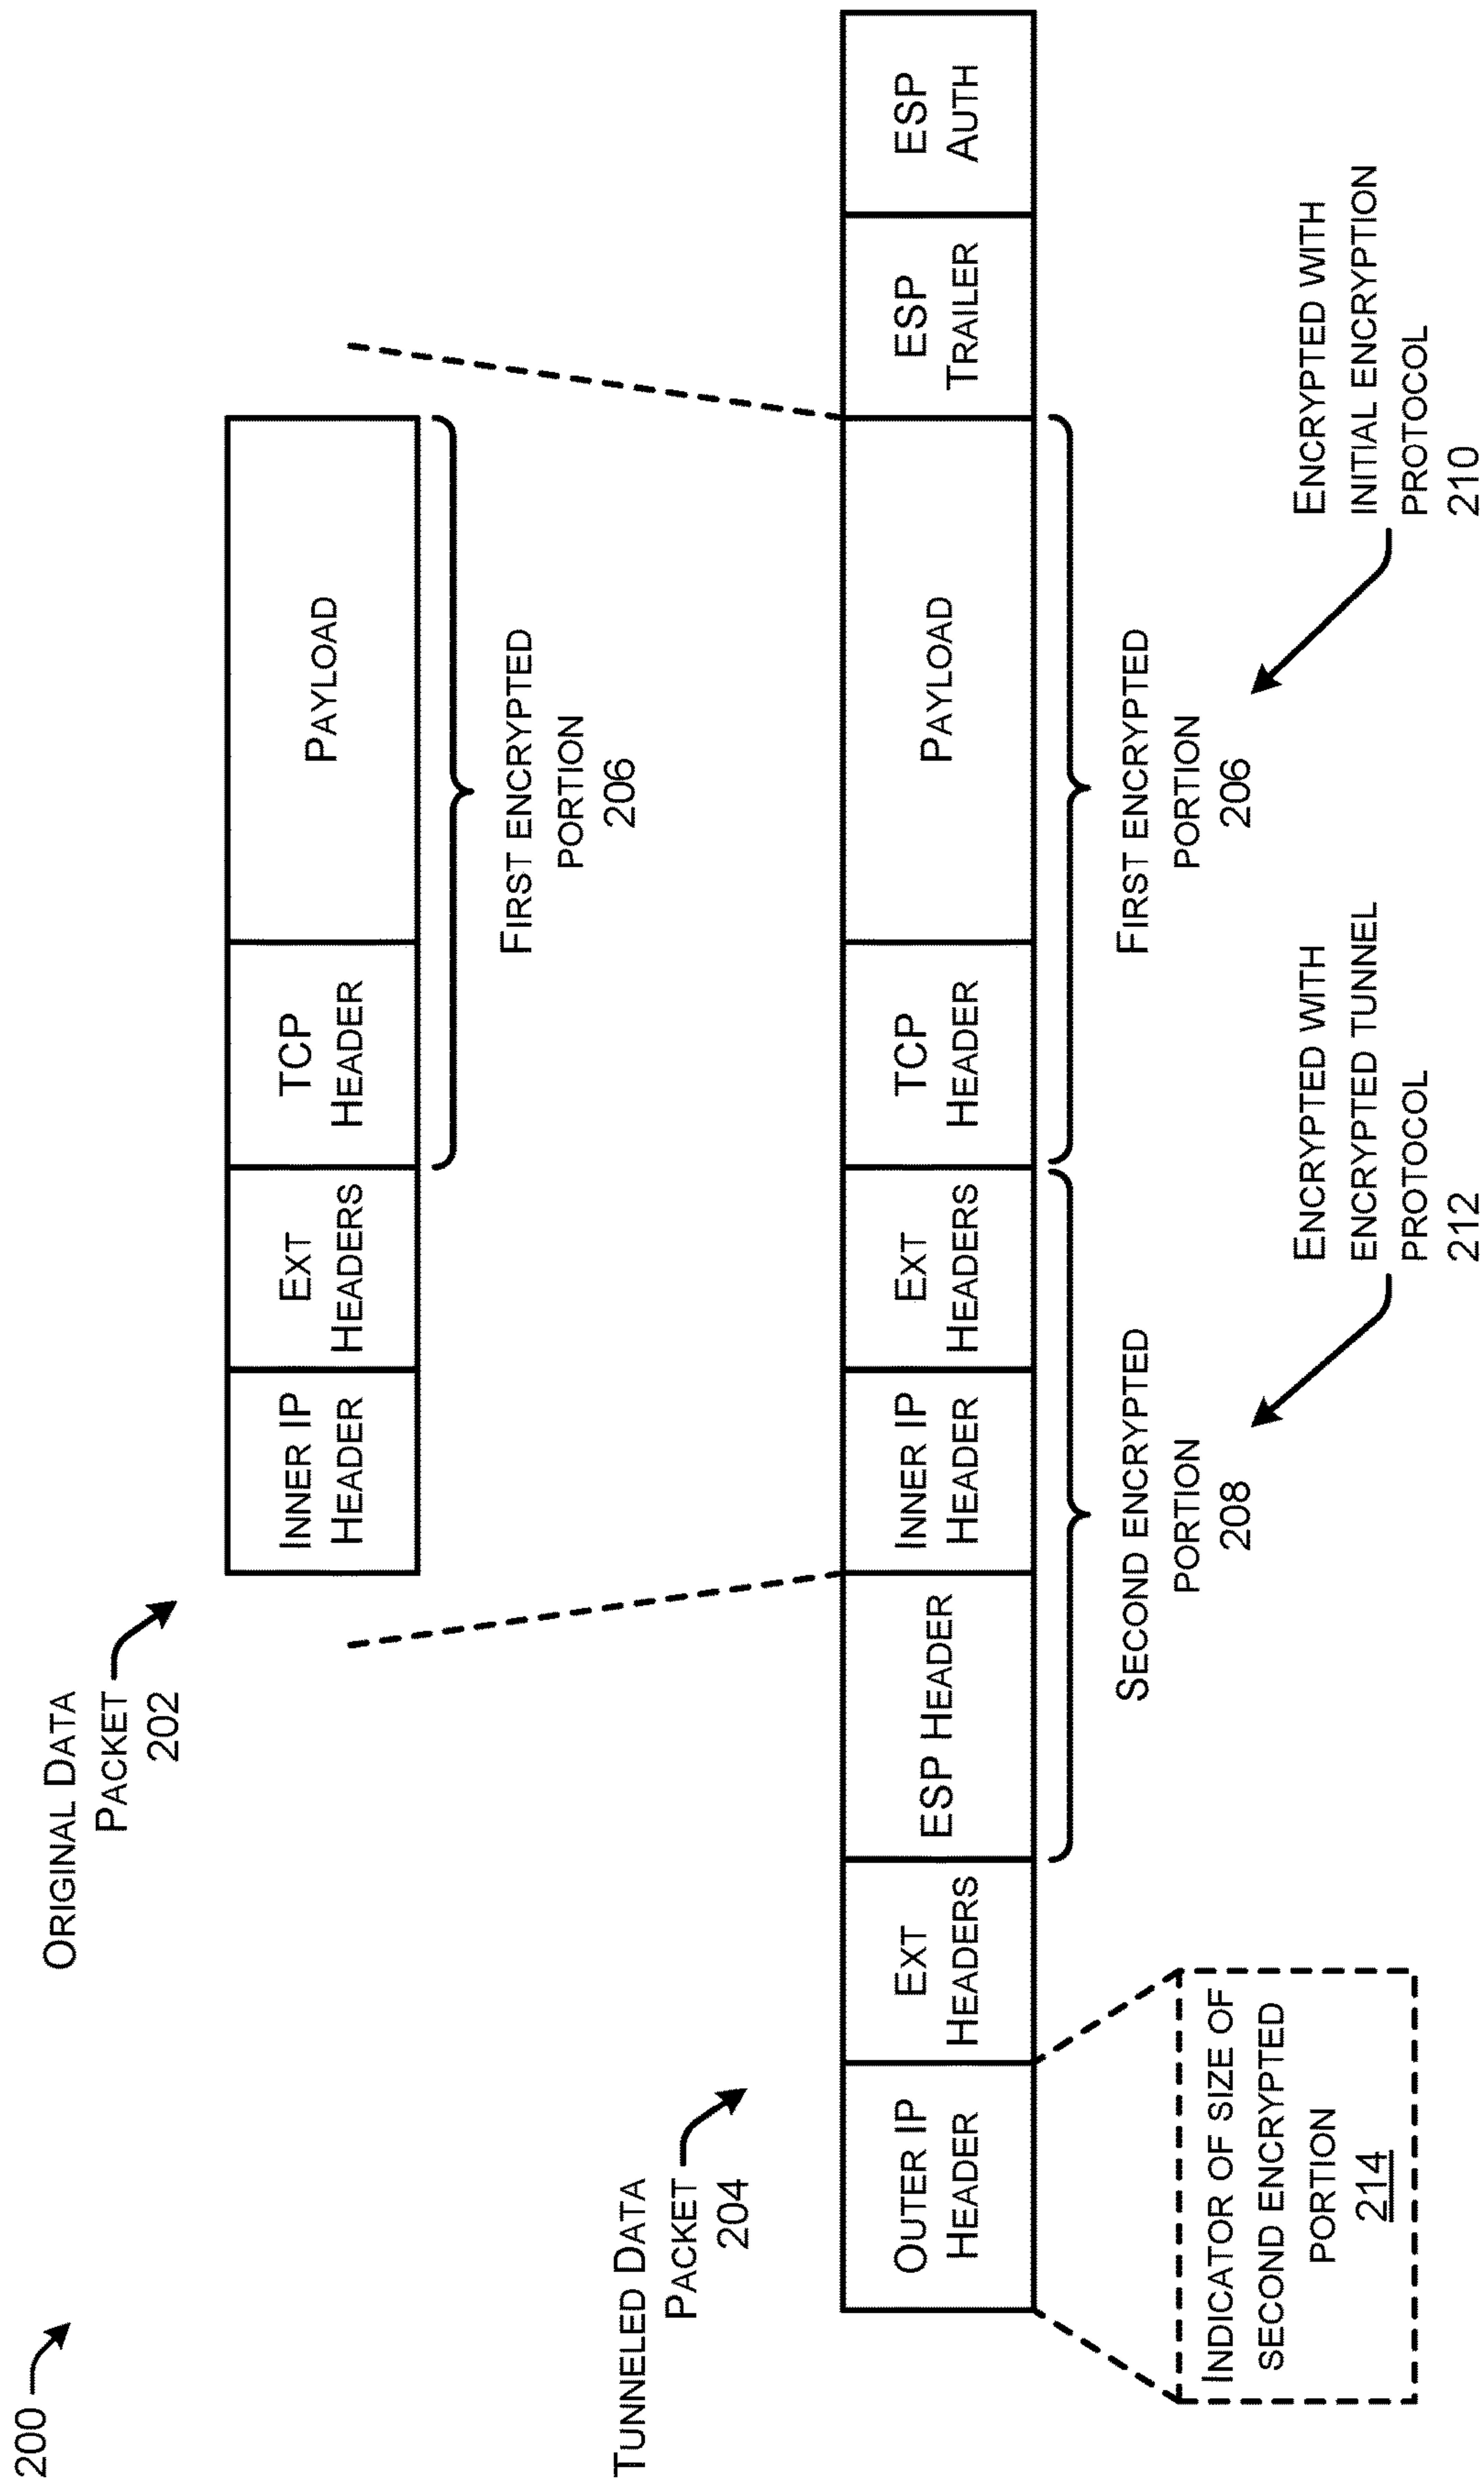 200
ORIGINAL DATA
PACKET
202
INNER IP
HEADER
EXT
HEADERS
TCP
HEADER
PAYLOAD
FIRST ENCRYPTED
PORTION
206
TUNNELED DATA
PACKET
204
OUTER IP
HEADER
EXT
HEADERS
ESP HEADER
INNER IP
HEADER
EXT
HEADERS
TCP
HEADER
PAYLOAD
ESP
TRAILER
ESP
AUTH
SECOND ENCRYPTED
PORTION
208
FIRST ENCRYPTED
PORTION
206
INDICATOR OF SIZE OF
SECOND ENCRYPTED
PORTION
214
ENCRYPTED WITH
ENCRYPTED TUNNEL
PROTOCOL
212
ENCRYPTED WITH
INITIAL ENCRYPTION
PROTOCOL
210